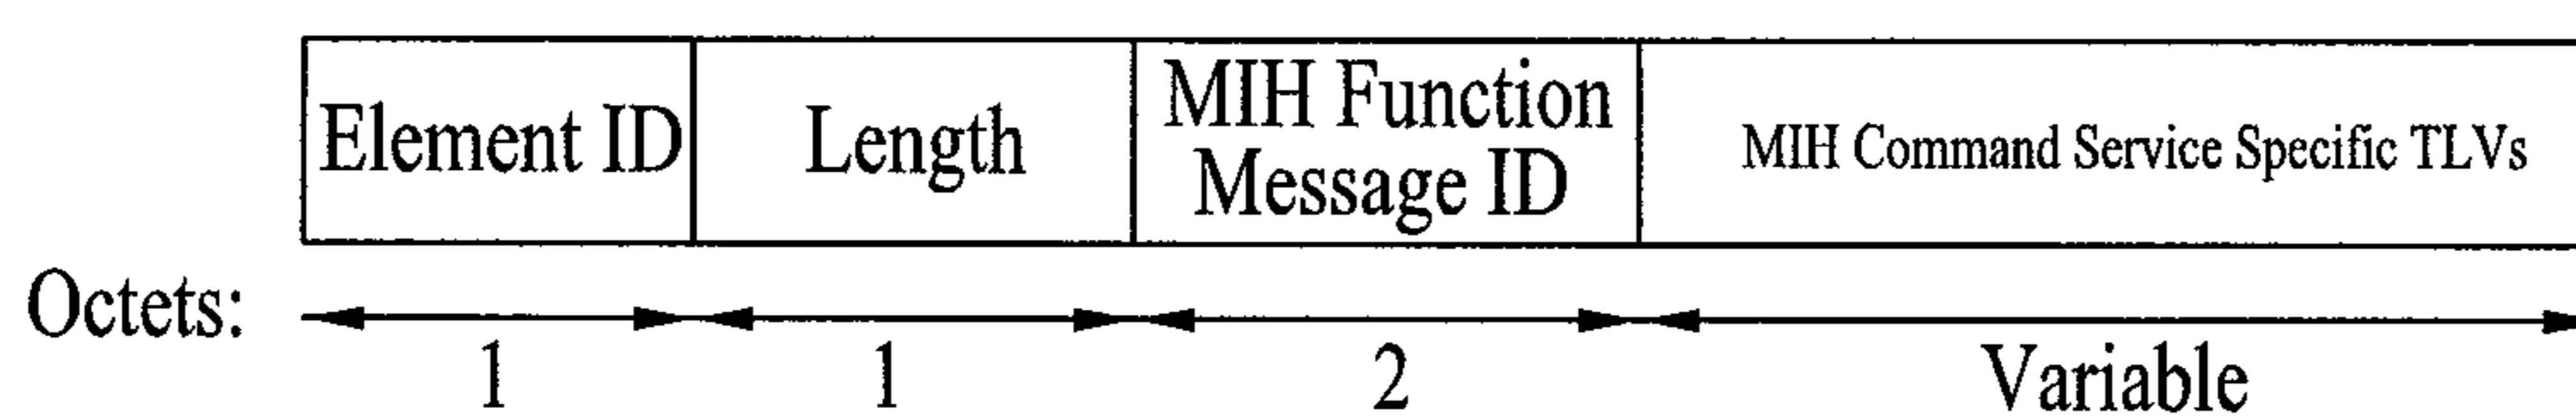 Element ID
Length
MIH Function
Message ID
MIH Command Service Specific TLVs
Octets:
1
1
2
Variable